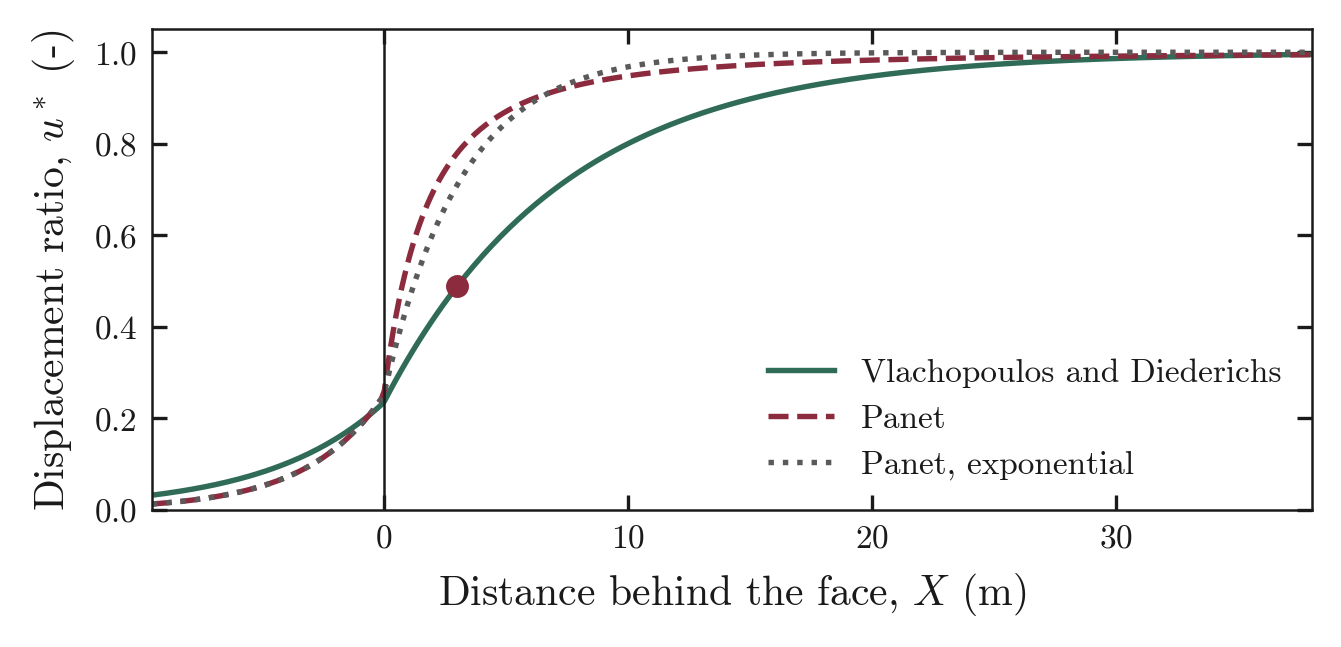 Displacement ratio, u* (-)
1.0
0.8
0.6
0.4
0.2
0.0
Vlachopoulos and Diederichs
Panet
Panet, exponential
0 10 20 30
Distance behind the face, X (m)